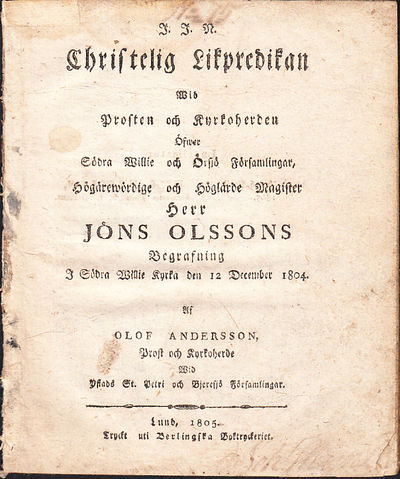 J. J. N.
Christelig Likpredikan
Wid
Prosten och Kyrkoherden
Öfwer
Södra Willie och Örsjö Församlingar,
Högärewördige och Höglärde Magister
Herr
JÖNS OLSSONS
Begrafning
J Södra Willie Kyrka den 12 December 1804.
Af
OLOF ANDERSSON,
Prost och Kyrkoherde
Wid
Ystads St. Petri och Bjeresjö Församlingar.
Lund, 1805.
Tryckt uti Berlingska Boktryckeriet.